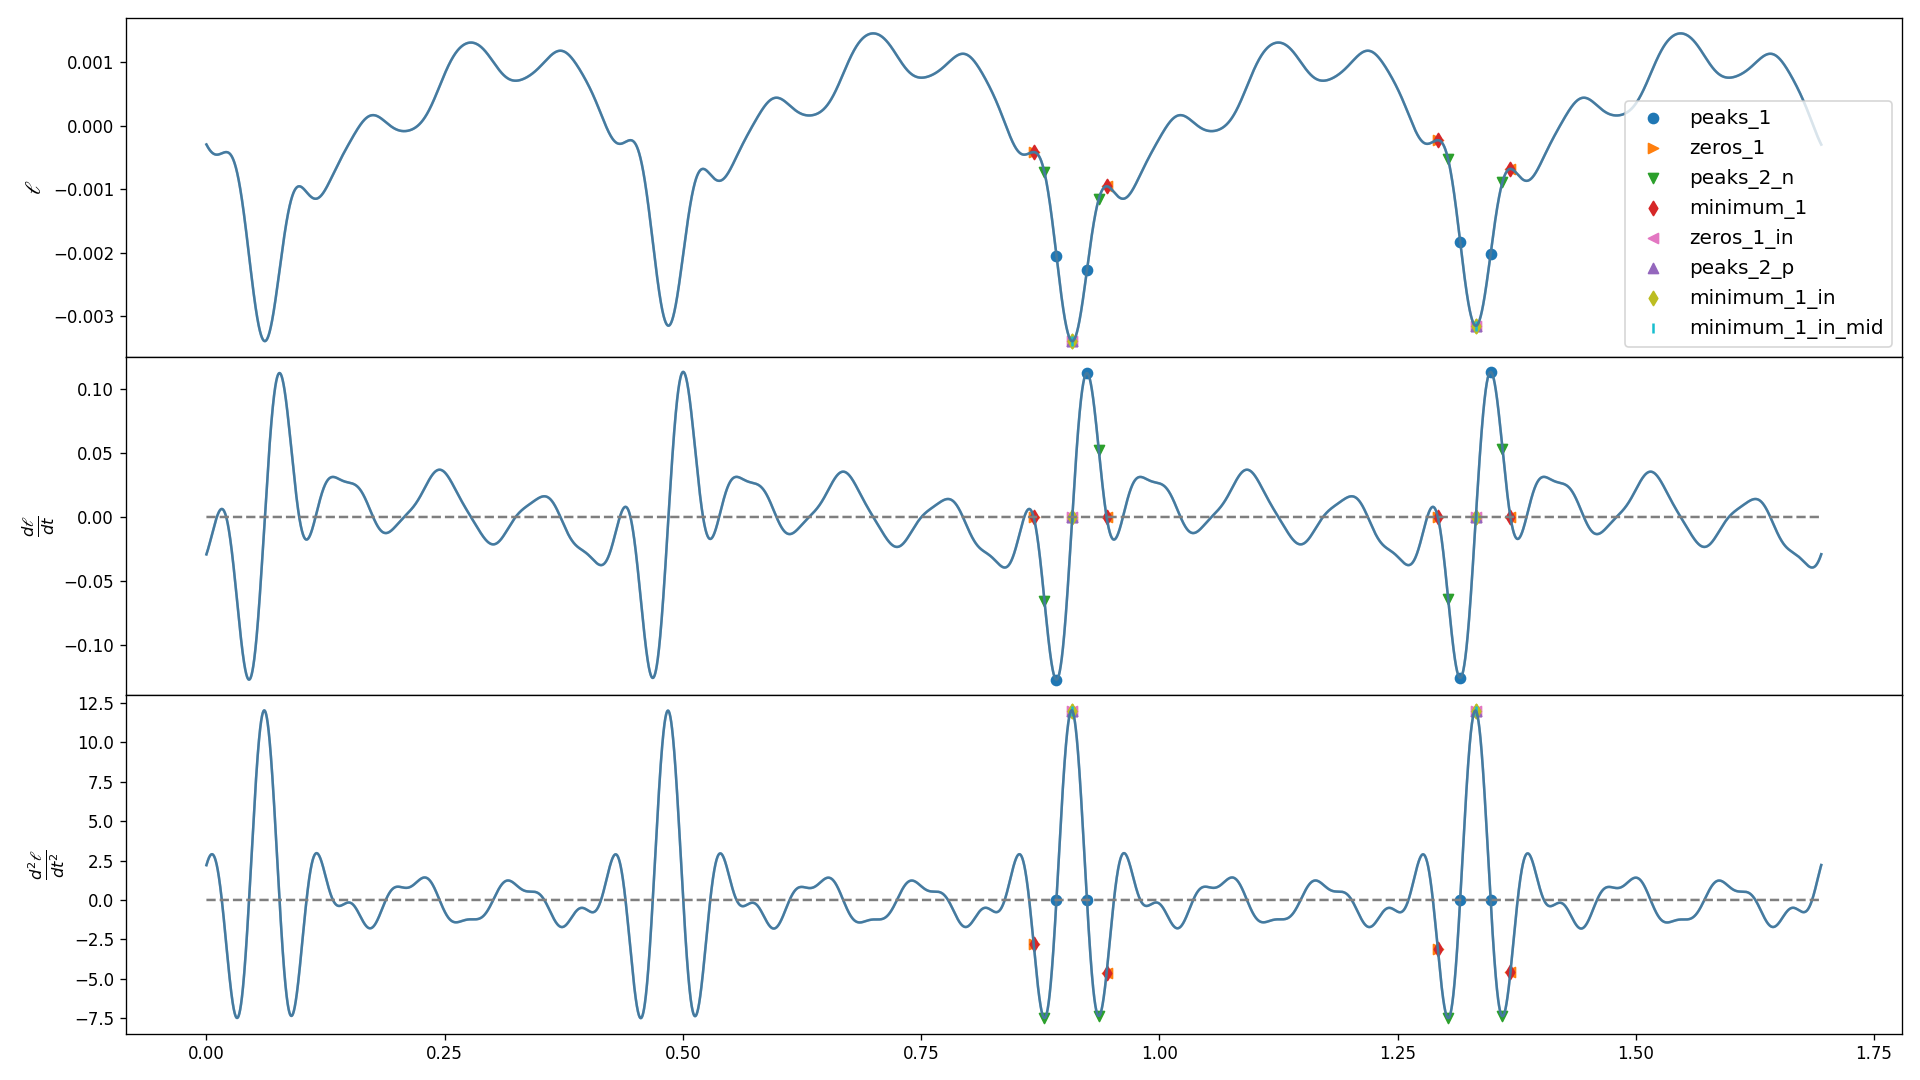 0.001
0.000
−0.001
−0.002
−0.003
ℓ
peaks_1
zeros_1
peaks_2_n
minimum_1
zeros_1_in
peaks_2_p
minimum_1_in
minimum_1_in_mid
0.10
0.05
0.00
−0.05
−0.10
dℓ
dt
12.5
10.0
7.5
5.0
2.5
0.0
−2.5
−5.0
−7.5
d²ℓ
dt²
0.00 0.25 0.50 0.75 1.00 1.25 1.50 1.75